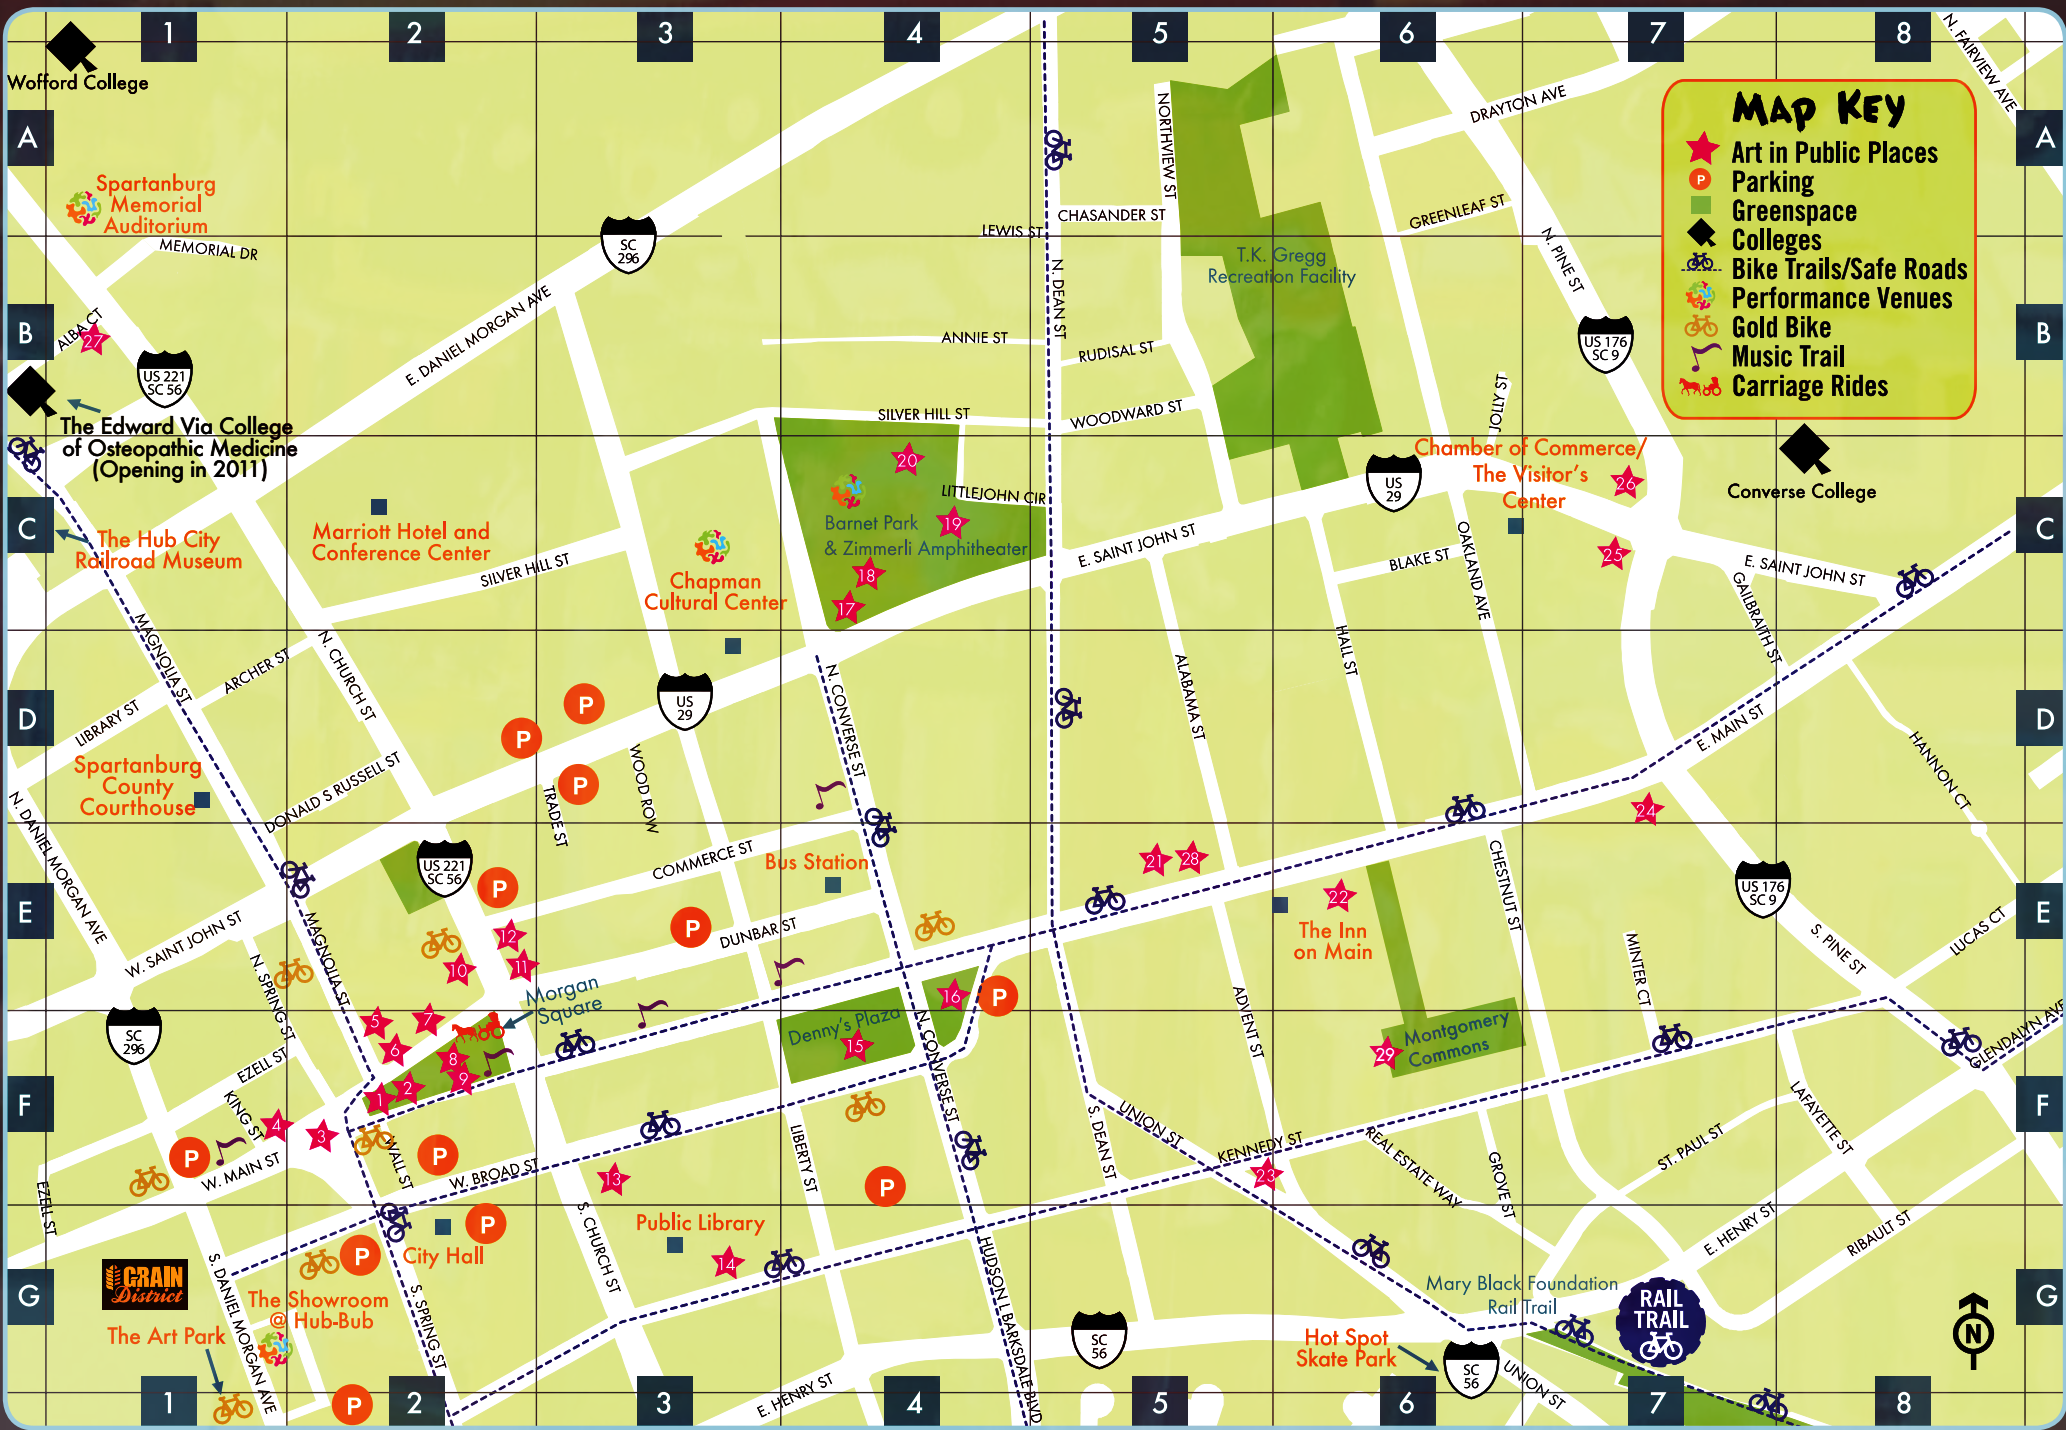 1
2
3
4
5
6
7
8
Wofford College
N. FAIRVIEW AVE
MAP KEY
Art in Public Places
P
Parking
Greenspace
Colleges
Bike Trails/Safe Roads
Performance Venues
Gold Bike
Music Trail
Carriage Rides
A
A
NORTHVIEW ST
DRAYTON AVE
Spartanburg
Memorial
Auditorium
MEMORIAL DR
CHASANDER ST
LEWIS ST
GREENLEAF ST
SC
296
T.K. Gregg
Recreation Facility
N. PINE ST
N. DEAN ST
B
B
ALBA CT
27
E. DANIEL MORGAN AVE
ANNIE ST
RUDISAL ST
US 176
SC 9
US 221
SC 56
JOLLY ST
SILVER HILL ST
WOODWARD ST
The Edward Via College
of Osteopathic Medicine
(Opening in 2011)
Chamber of Commerce/
The Visitor's
Center
20
US
29
26
Converse College
LITTLEJOHN CIR
C
C
The Hub City
Railroad Museum
Marriott Hotel and
Conference Center
Barnet Park
& Zimmerli Amphitheater
19
E. SAINT JOHN ST
SILVER HILL ST
Chapman
Cultural Center
18
17
BLAKE ST
OAKLAND AVE
25
E. SAINT JOHN ST
GAILBRAITH ST
MAGNOLIA ST
N. CHURCH ST
ARCHER ST
HALL ST
ALABAMA ST
D
D
LIBRARY ST
P
P
P
US
29
N. CONVERSE ST
E. MAIN ST
HANNON CT
Spartanburg
County
Courthouse
DONALD S RUSSELL ST
TRADE ST
WOOD ROW
24
N. DANIEL MORGAN AVE
COMMERCE ST
Bus Station
21
28
CHESTNUT ST
US 221
SC 56
US 176
SC 9
E
E
P
P
12
22
The Inn
on Main
DUNBAR ST
W. SAINT JOHN ST
MAGNOLIA ST
N. SPRING ST
10
11
MINTER CT
S. PINE ST
LUCAS CT
Morgan
Square
16
P
ADVENT ST
SC
296
5
7
6
8
9
Denny's Plaza
15
N. CONVERSE ST
Montgomery
Commons
29
GLENDALYN AVE
EZELL ST
F
F
KING ST
1
2
4
3
P
P
WALL ST
W. MAIN ST
W. BROAD ST
LIBERTY ST
S. DEAN ST
UNION ST
KENNEDY ST
REAL ESTATE WAY
GROVE ST
ST. PAUL ST
LAFAYETTE ST
13
P
23
EZELL ST
S. CHURCH ST
Public Library
14
P
City Hall
P
E. HENRY ST
RIBAULT ST
G
G
GRAIN
District
S. DANIEL MORGAN AVE
The Showroom
@ Hub-Bub
The Art Park
S. SPRING ST
HUDSON L BARKSDALE BLVD
Mary Black Foundation
Rail Trail
RAIL
TRAIL
N
SC
56
Hot Spot
Skate Park
SC
56
UNION ST
E. HENRY ST
P
1
2
3
4
5
6
7
8